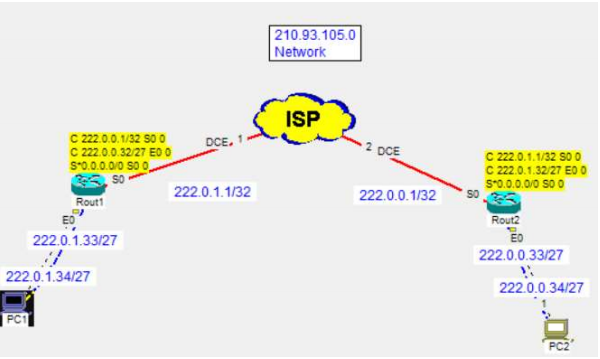 210.93.105.0
Network
ISP
C 222.0.1.1/32 S0 0
C 222.0.0.32/27 E0 0
S*0.0.0.0/0 S0 0
DCE 1
2 DCE
C 222.0.1.1/32 S0 0
C 222.0.1.32/27 E0 0
S*0.0.0.0/0 S0 0
S0
Rout1
222.0.1.1/32
222.0.0.1/32
S0
Rout2
E0
222.0.1.33/27
E0
222.0.0.33/27
222.0.1.34/27
222.0.0.34/27
PC1
1
PC2